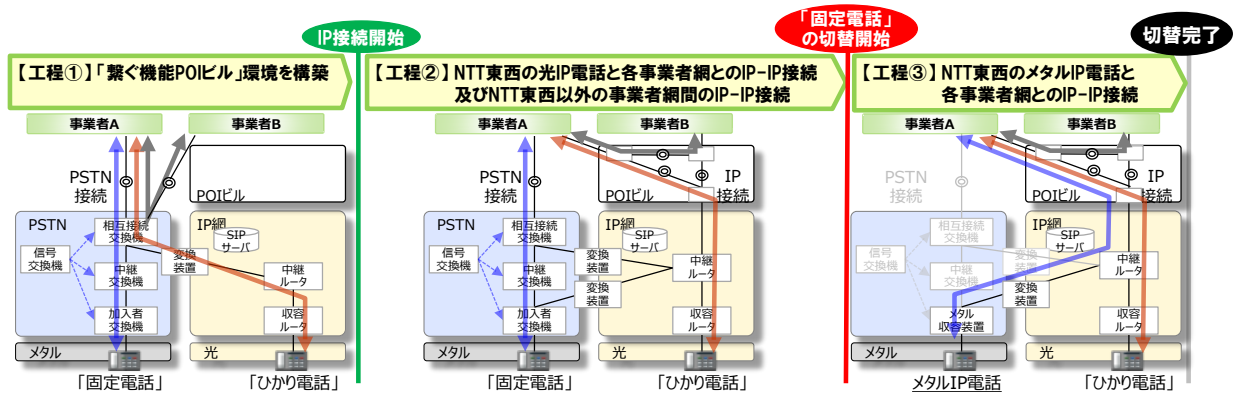 IP接続開始
「固定電話」
の切替開始
切替完了
【工程①】「繋ぐ機能POIビル」環境を構築
事業者A
事業者B
PSTN
接続
POIビル
PSTN
IP網
相互接続
交換機
SIP
サーバ
信号
交換機
変換
装置
中継
交換機
中継
ルータ
加入者
交換機
収容
ルータ
メタル
光
「固定電話」
「ひかり電話」
【工程②】NTT東西の光IP電話と各事業者網とのIP-IP接続
及びNTT東西以外の事業者網間のIP-IP接続
事業者A
事業者B
PSTN
接続
IP
接続
POIビル
PSTN
IP網
相互接続
交換機
SIP
サーバ
信号
交換機
変換
装置
中継
交換機
中継
ルータ
変換
装置
加入者
交換機
収容
ルータ
メタル
光
「固定電話」
「ひかり電話」
【工程③】NTT東西のメタルIP電話と
各事業者網とのIP-IP接続
事業者A
事業者B
PSTN
接続
IP
接続
POIビル
PSTN
IP網
相互接続
交換機
SIP
サーバ
信号
交換機
変換
装置
中継
交換機
中継
ルータ
変換
装置
メタル
収容装置
収容
ルータ
メタル
光
メタルIP電話
「ひかり電話」